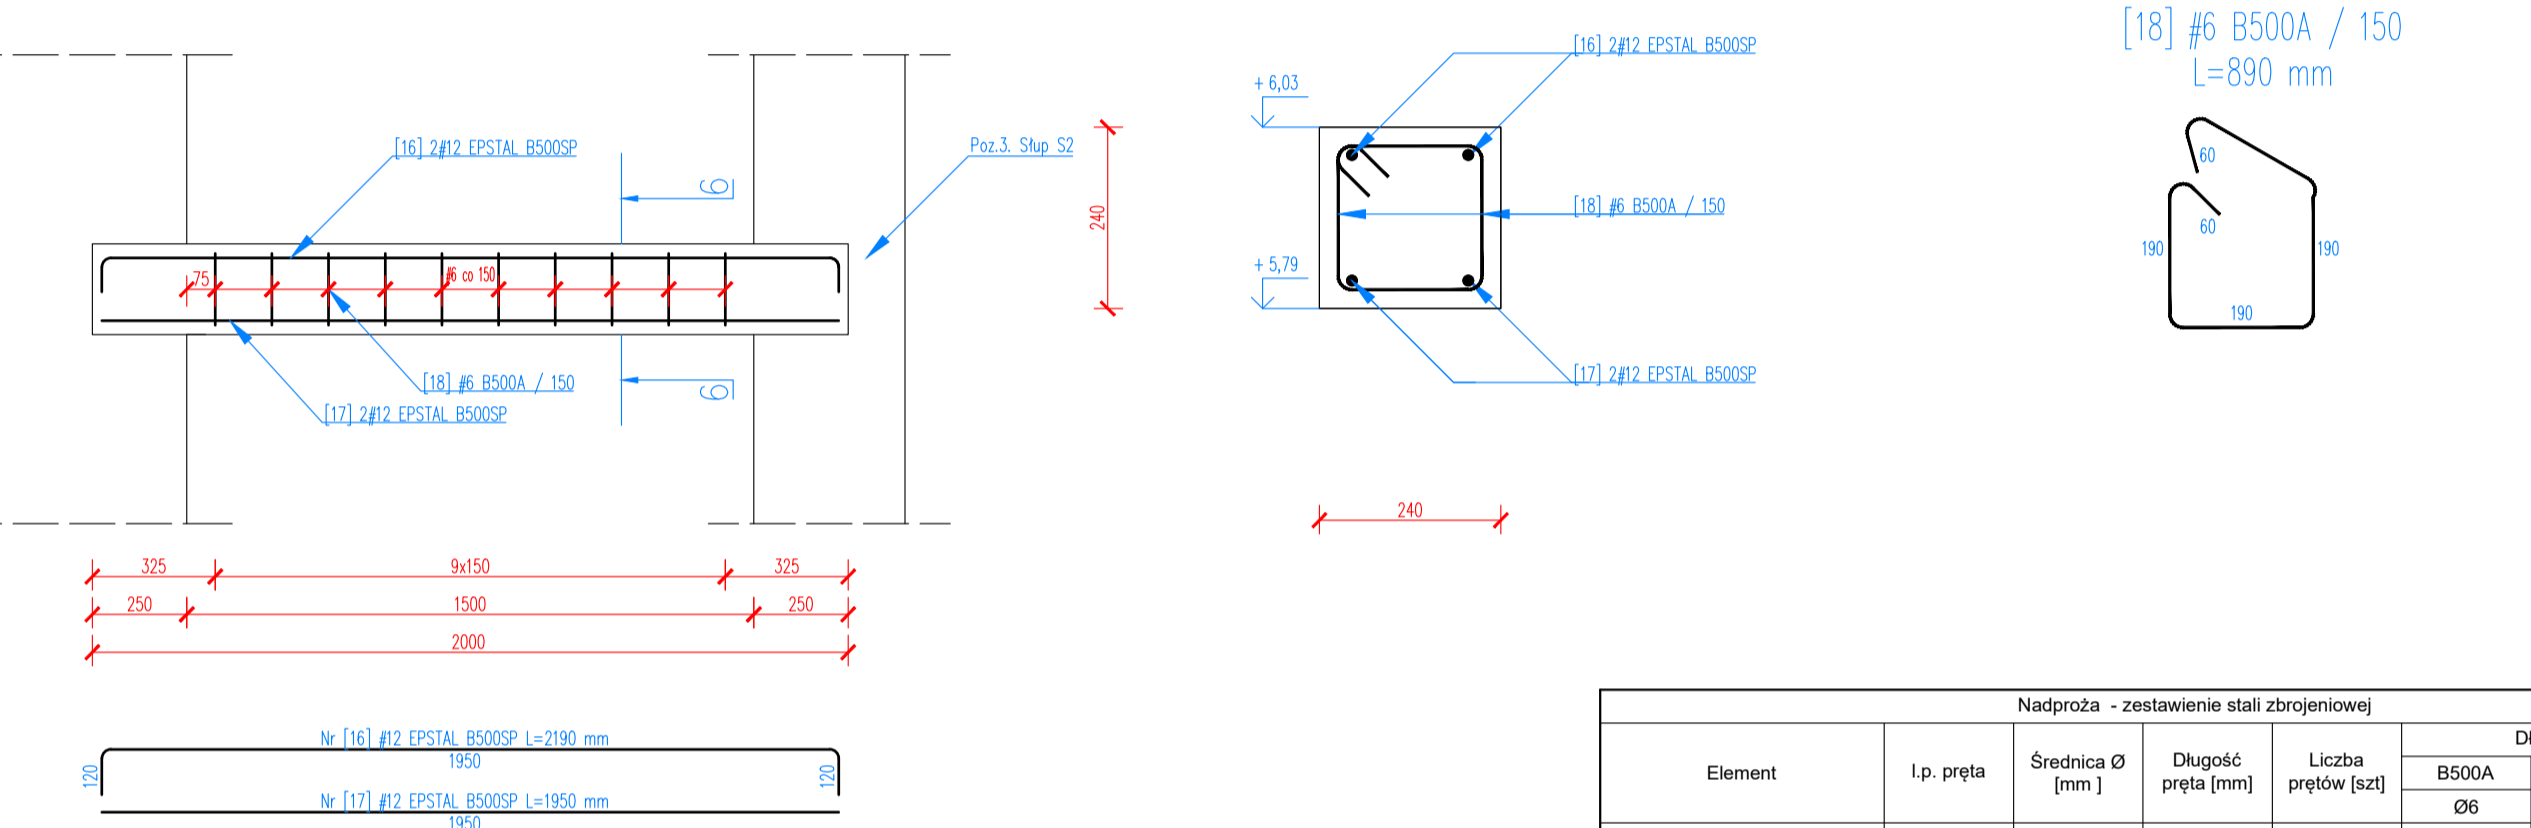 [16] 2#12 EPSTAL B500SP
6
Poz.3. Słup S2
75
#6 co 150
[18] #6 B500A / 150
6
[17] 2#12 EPSTAL B500SP
325
9x150
325
250
1500
250
2000
Nr [16] #12 EPSTAL B500SP L=2190 mm
120
1950
120
Nr [17] #12 EPSTAL B500SP L=1950 mm
1950
[16] 2#12 EPSTAL B500SP
+ 6,03
240
[18] #6 B500A / 150
+ 5,79
[17] 2#12 EPSTAL B500SP
240
[18] #6 B500A / 150
L=890 mm
60
60
190
190
190
Nadproża - zestawienie stali zbrojeniowej
Element
l.p. pręta
Średnica Ø
[mm ]
Długość
pręta [mm]
Liczba
prętów [szt]
B500A
Ø6